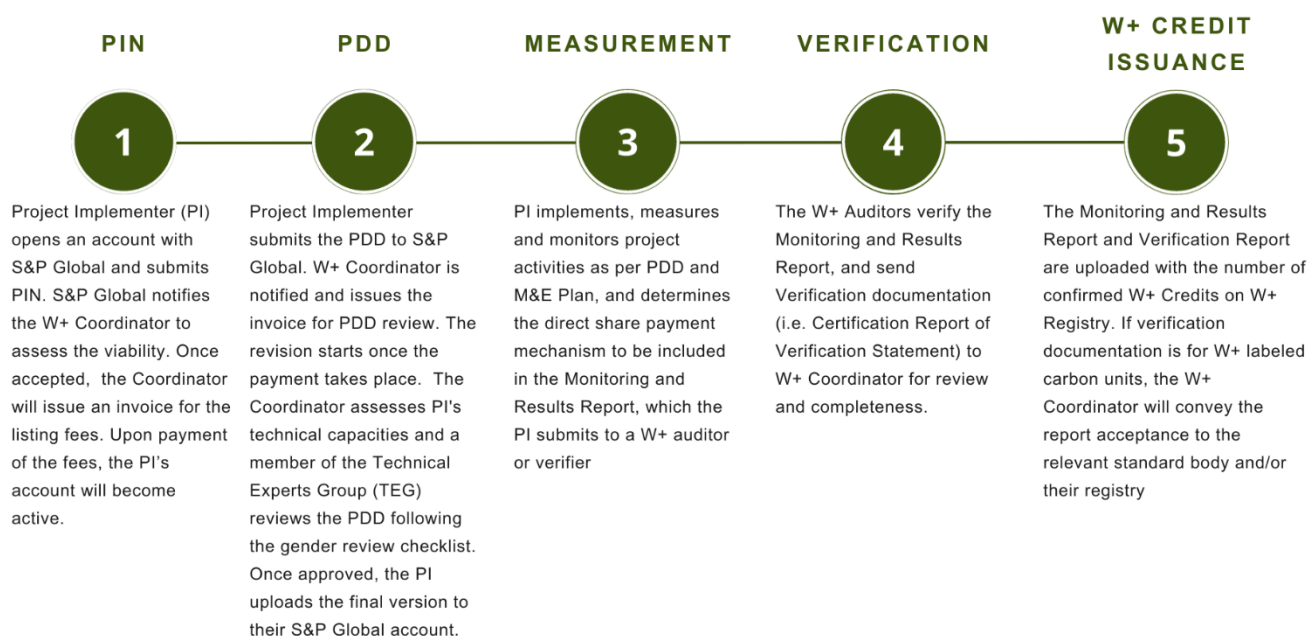 PIN
Project Implementer (PI)
opens an account with
S&P Global and submits
PIN. S&P Global notifies
the W+ Coordinator to
assess the viability. Once
accepted,  the Coordinator
will issue an invoice for the
listing fees. Upon payment
of the fees, the PI’s
account will become
active.
PDD
Project Implementer
submits the PDD to S&P
Global. W+ Coordinator is
notified and issues the
invoice for PDD review. The
revision starts once the
payment takes place.  The
Coordinator assesses PI's
technical capacities and a
member of the Technical
Experts Group (TEG)
reviews the PDD following
the gender review checklist.
Once approved, the PI
uploads the final version to
their S&P Global account.
MEASUREMENT
PI implements, measures
and monitors project
activities as per PDD and
M&E Plan, and determines
the direct share payment
mechanism to be included
in the Monitoring and
Results Report, which the
PI submits to a W+ auditor
or verifier
VERIFICATION
The W+ Auditors verify the
Monitoring and Results
Report, and send
Verification documentation
(i.e. Certification Report of
Verification Statement) to
W+ Coordinator for review
and completeness.
W+ CREDIT
ISSUANCE
The Monitoring and Results
Report and Verification Report
are uploaded with the number of
confirmed W+ Credits on W+
Registry. If verification
documentation is for W+ labeled
carbon units, the W+
Coordinator will convey the
report acceptance to the
relevant standard body and/or
their registry
1
2
3
4
5